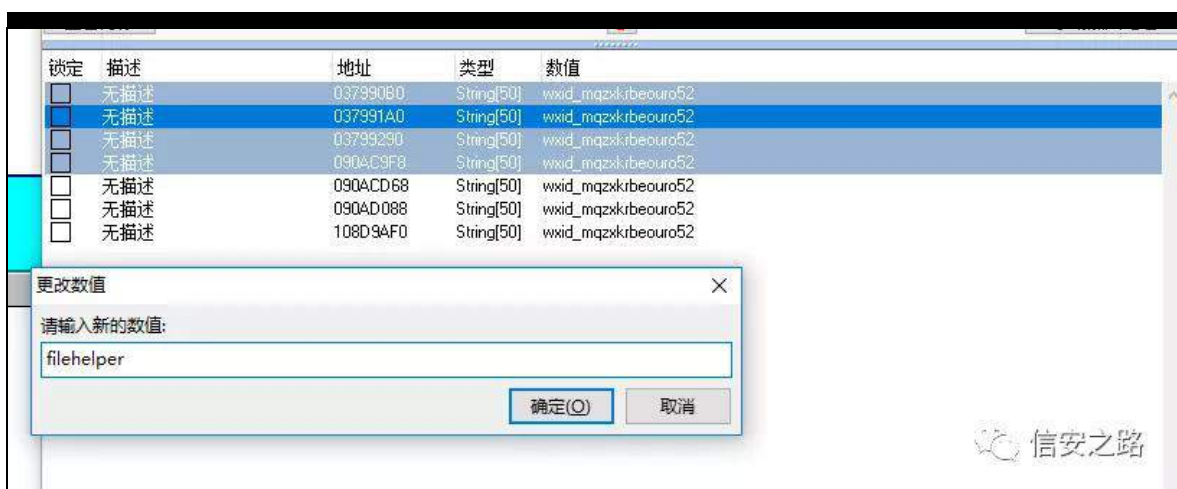 锁定 描述 地址 类型 数值
无描述 037990B0 String[50] wxid_mqzxkrbeouro52
无描述 037991A0 String[50] wxid_mqzxkrbeouro52
无描述 03799290 String[50] wxid_mqzxkrbeouro52
无描述 090AC9F8 String[50] wxid_mqzxkrbeouro52
无描述 090ACD68 String[50] wxid_mqzxkrbeouro52
无描述 090AD088 String[50] wxid_mqzxkrbeouro52
无描述 108D9AF0 String[50] wxid_mqzxkrbeouro52
更改数值
请输入新的数值:
filehelper
确定(O) 取消
信安之路